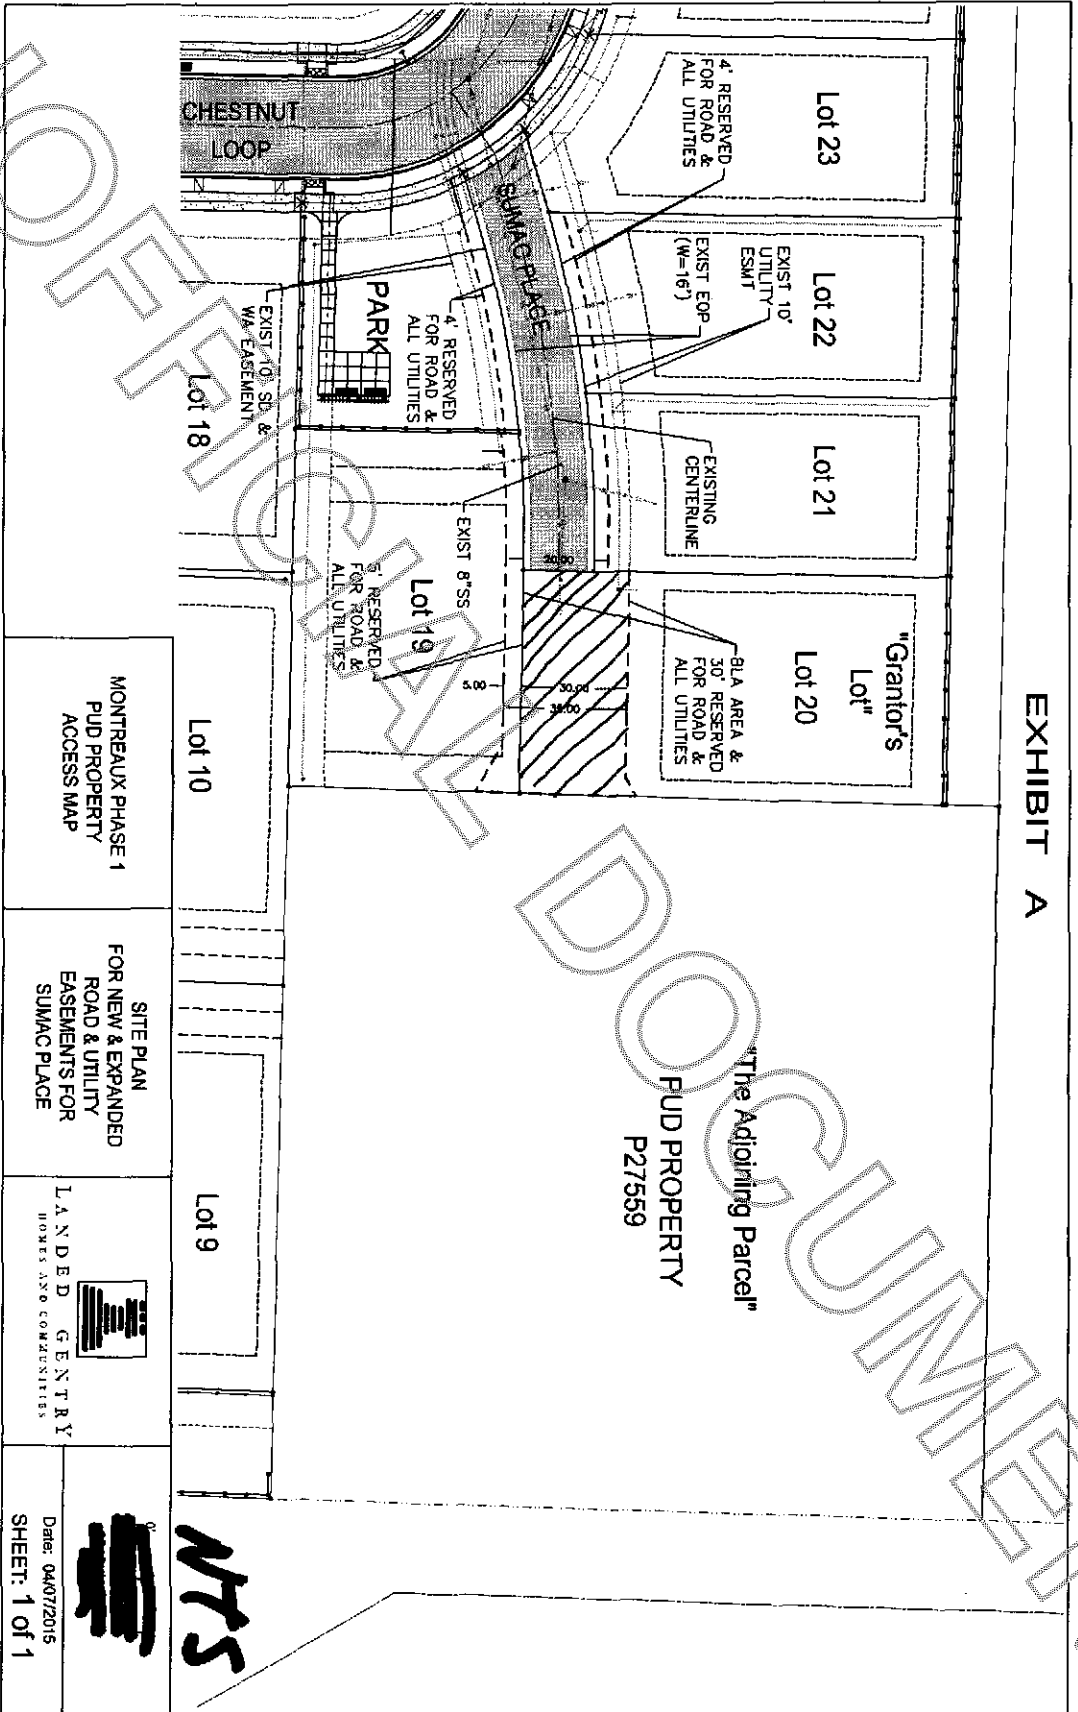 EXHIBIT A
Lot 23
4' RESERVED
FOR ROAD &
ALL UTILITIES
Lot 22
EXIST 10'
UTILITY
ESMT
EXIST EOP
(W=16')
Lot 21
EXISTING
CENTERLINE
"Grantor's
Lot"
Lot 20
BLA AREA &
30' RESERVED
FOR ROAD &
ALL UTILITIES
CHESTNUT
LOOP
SUMAC PLACE
PARK
4' RESERVED
FOR ROAD &
ALL UTILITIES
20.00
30.00
5.00
EXIST 8"SS
Lot 19
5' RESERVED
FOR ROAD &
ALL UTILITIES
EXIST 10' SD &
WA EASEMENT
Lot 18
"The Adjoining Parcel"
PUD PROPERTY
P27559
Lot 10
Lot 9
NTS
MONTREAUX PHASE 1
PUD PROPERTY
ACCESS MAP
SITE PLAN
FOR NEW & EXPANDED
ROAD & UTILITY
EASEMENTS FOR
SUMAC PLACE
LANDED GENTRY
HOMES AND COMMUNITIES
Date: 04/07/2015
SHEET: 1 of 1